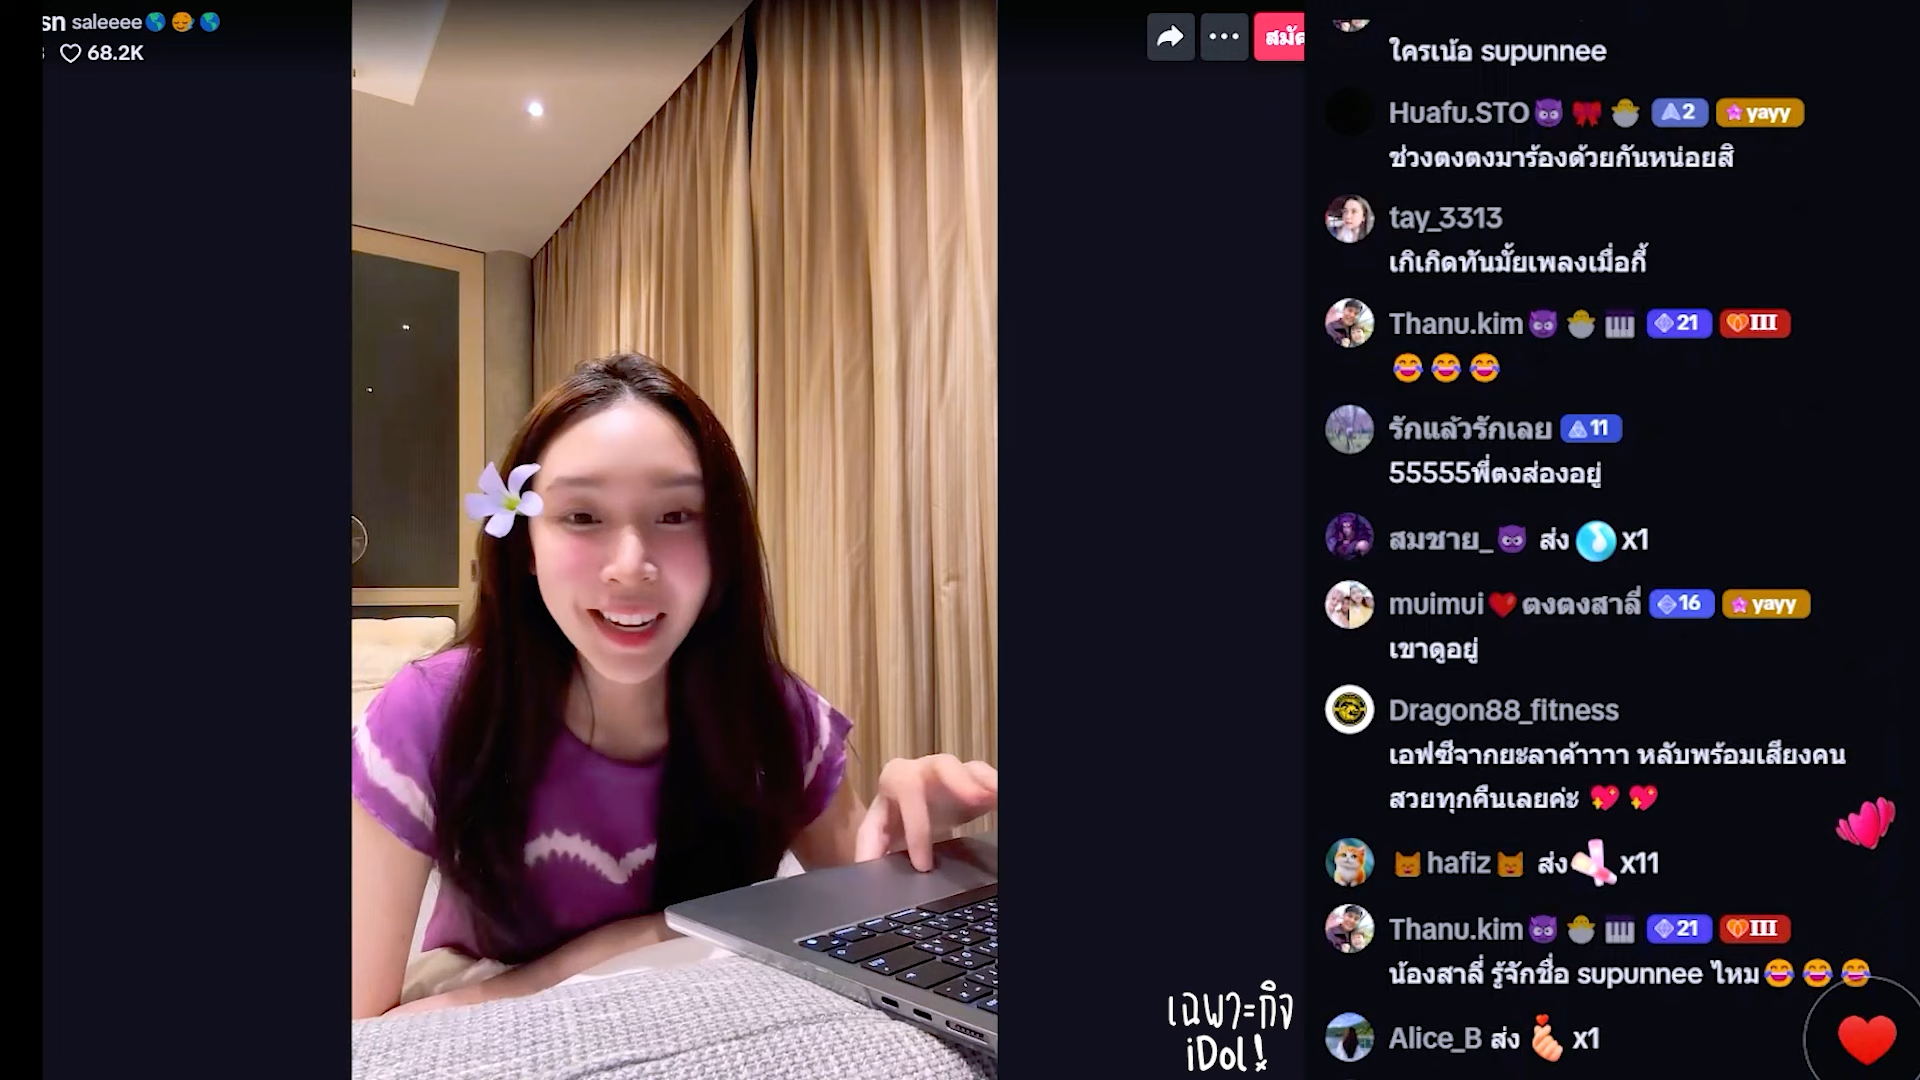 sn saleeee
68.2K
สมัค
ใครเน้อ supunnee
Huafu.STO 2 yayy
ช่วงตงตงมาร้องด้วยกันหน่อยสิ
tay_3313
เกิเกิดทันมั้ยเพลงเมื่อกี้
Thanu.kim 21 III
😂😂😂
รักแล้วรักเลย 11
55555พี่ตงส่องอยู่
สมชาย_😈 ส่ง x1
muimui❤️ตงตงสาลี่ 16 yayy
เขาดูอยู่
Dragon88_fitness
เอฟซีจากยะลาค้าาาา หลับพร้อมเสียงคน
สวยทุกคืนเลยค่ะ 💖 💖
hafiz ส่ง x11
Thanu.kim 21 III
น้องสาลี่ รู้จักชื่อ supunnee ไหม😂😂😂
Alice_B ส่ง x1
เฉพาะกิจ
iDol!